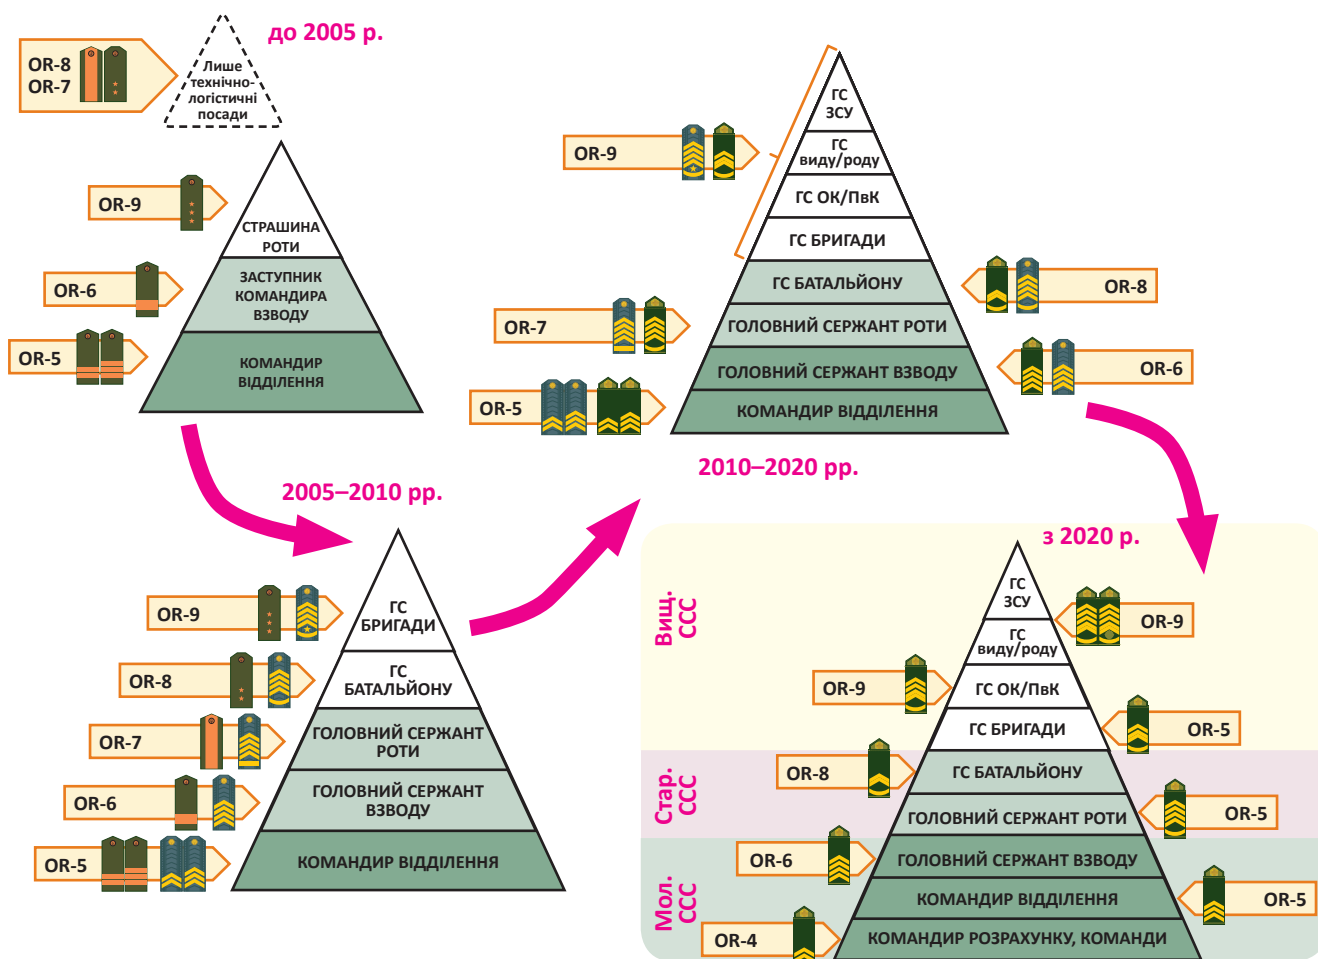 до 2005 р.
OR-8
OR-7
Лише
технічно-
логістичні
посади
OR-9
СТРАШИНА
РОТИ
OR-6
ЗАСТУПНИК
КОМАНДИРА
ВЗВОДУ
OR-5
КОМАНДИР
ВІДДІЛЕННЯ
2005–2010 рр.
OR-9
ГС
БРИГАДИ
OR-8
ГС
БАТАЛЬЙОНУ
OR-7
ГОЛОВНИЙ СЕРЖАНТ
РОТИ
OR-6
ГОЛОВНИЙ СЕРЖАНТ
ВЗВОДУ
OR-5
КОМАНДИР ВІДДІЛЕННЯ
ГС
ЗСУ
OR-9
ГС
виду/роду
ГС ОК/ПвК
ГС БРИГАДИ
ГС БАТАЛЬЙОНУ
OR-8
OR-7
ГОЛОВНИЙ СЕРЖАНТ РОТИ
ГОЛОВНИЙ СЕРЖАНТ ВЗВОДУ
OR-6
OR-5
КОМАНДИР ВІДДІЛЕННЯ
2010–2020 рр.
з 2020 р.
Вищ.
ССС
ГС
ЗСУ
OR-9
ГС
виду/роду
OR-9
ГС ОК/ПвК
ГС БРИГАДИ
OR-5
Стар.
ССС
OR-8
ГС БАТАЛЬЙОНУ
ГОЛОВНИЙ СЕРЖАНТ РОТИ
OR-5
Мол.
ССС
OR-6
ГОЛОВНИЙ СЕРЖАНТ ВЗВОДУ
КОМАНДИР ВІДДІЛЕННЯ
OR-5
OR-4
КОМАНДИР РОЗРАХУНКУ, КОМАНДИ